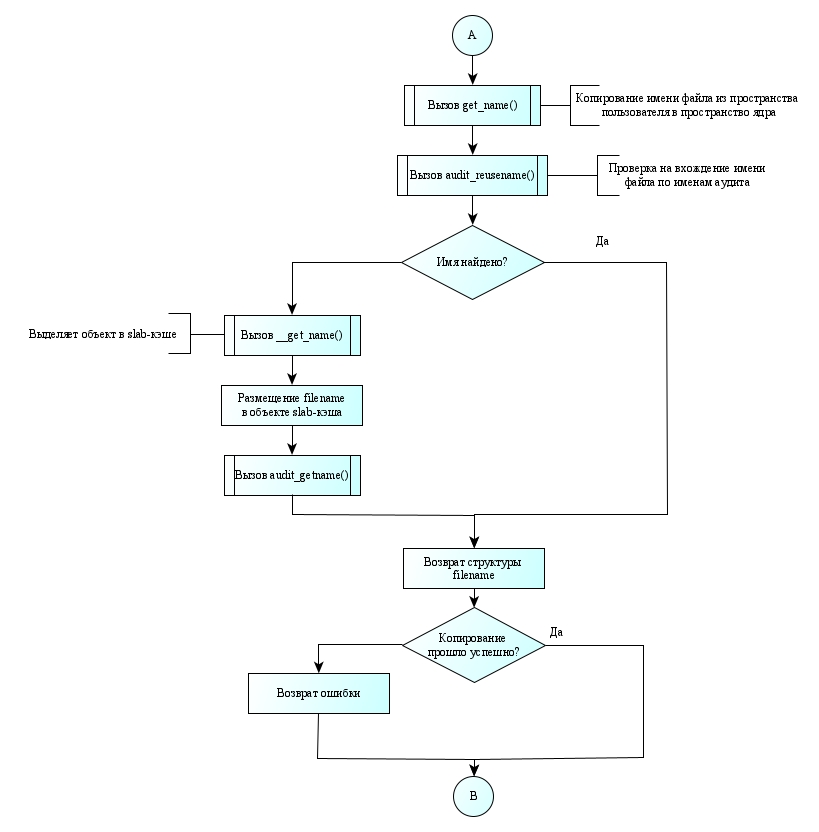 A
Вызов get_name()
Копирование имени файла из пространства
пользователя в пространство ядра
Вызов audit_reusename()
Проверка на вхождение имени
файла по именам аудита
Имя найдено?
Да
Выделяет объект в slab-кэше
Вызов __get_name()
Размещение filename
в объекте slab-кэша
Вызов audit_getname()
Возврат структуры
filename
Копирование
прошло успешно?
Да
Возврат ошибки
B